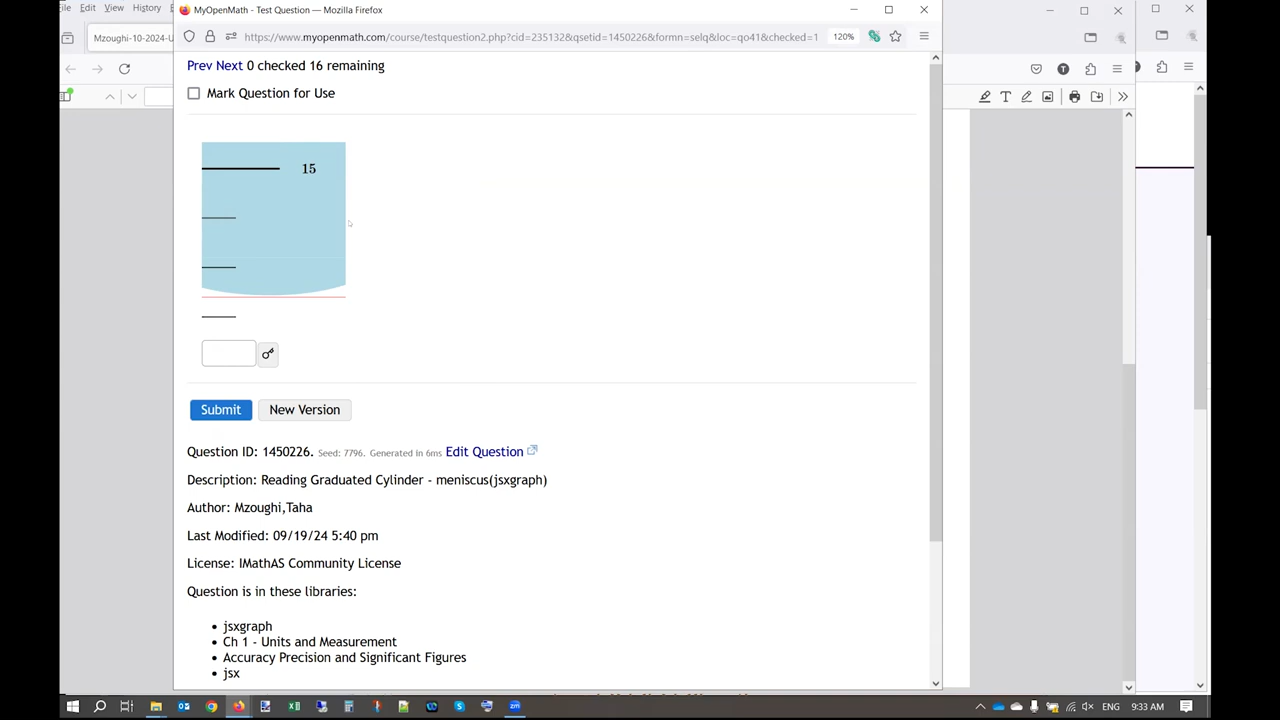 MyOpenMath - Test Question — Mozilla Firefox
File Edit View History
Mzoughi-10-2024-U
https://www.myopenmath.com/course/testquestion2.php?cid=235132&qsetid=1450226&formn=selq&loc=qo41&checked=1
120%
Prev Next 0 checked 16 remaining
Mark Question for Use
15
Submit
New Version
Question ID: 1450226. Seed: 7796. Generated in 6ms Edit Question
Description: Reading Graduated Cylinder - meniscus(jsxgraph)
Author: Mzoughi,Taha
Last Modified: 09/19/24 5:40 pm
License: IMathAS Community License
Question is in these libraries:
jsxgraph
Ch 1 - Units and Measurement
Accuracy Precision and Significant Figures
jsx
9:33 AM